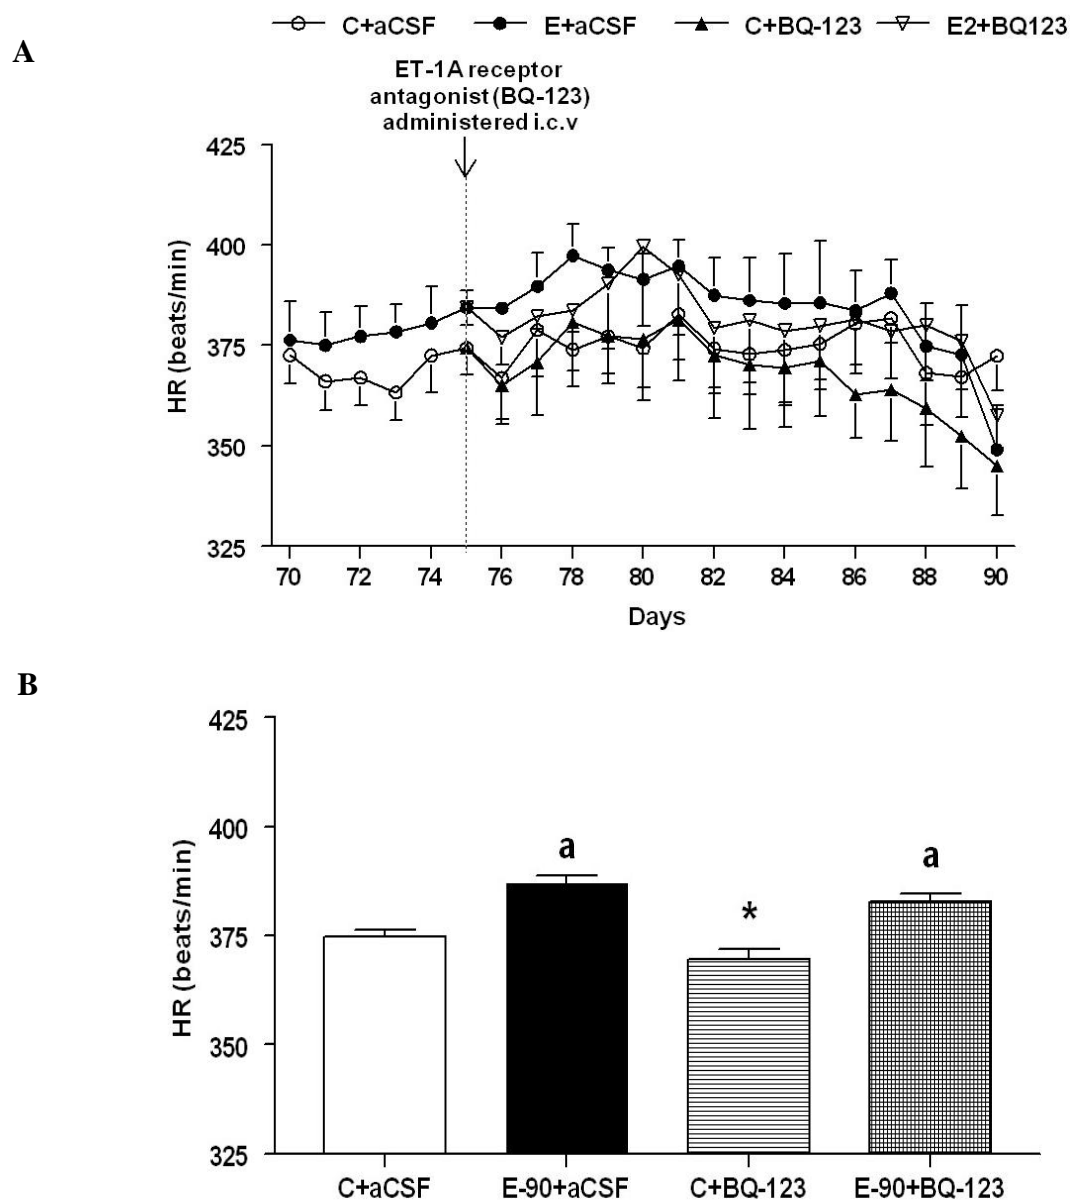 C+aCSF E+aCSF C+BQ-123 E2+BQ123
A
ET-1A receptor
antagonist (BQ-123)
administered i.c.v
425
400
375
350
325
HR (beats/min)
70 72 74 76 78 80 82 84 86 88 90
Days
B
425
400
375
350
325
HR (beats/min)
a
*
a
C+aCSF E-90+aCSF C+BQ-123 E-90+BQ-123